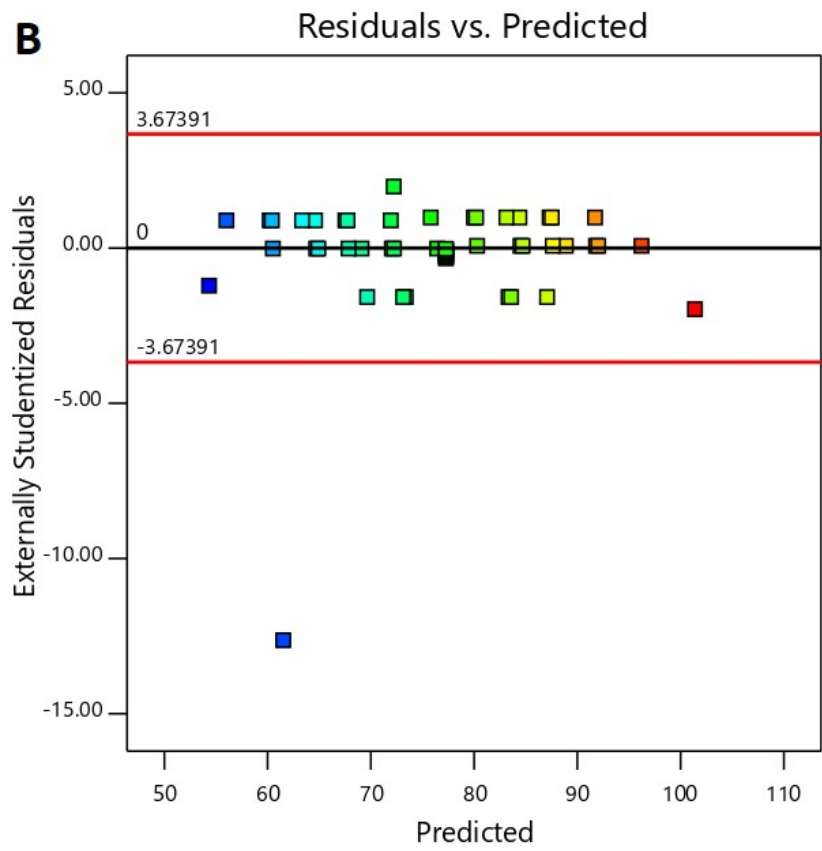 B
Residuals vs. Predicted
Externally Studentized Residuals
5.00
3.67391
0
0.00
-3.67391
-5.00
-10.00
-15.00
50 60 70 80 90 100 110
Predicted